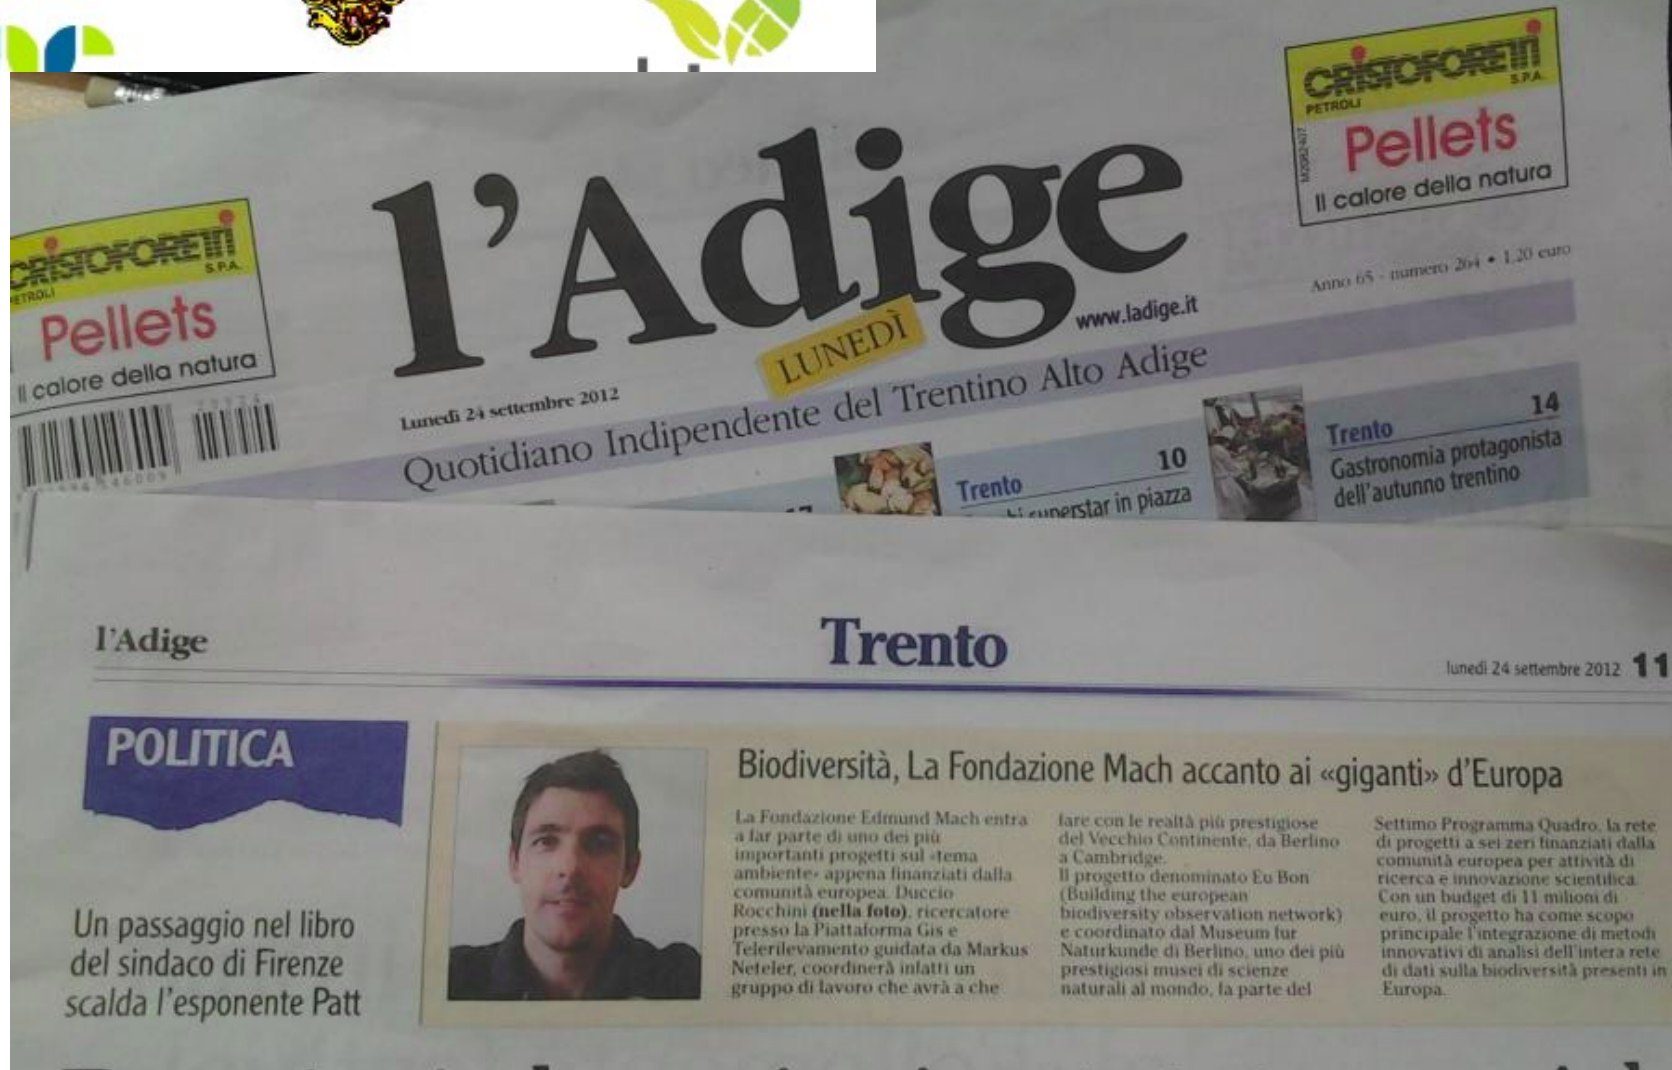 CRISTOFORETTI
S.P.A.
PETROLI
Pellets
Il calore della natura
l'Adige
LUNEDÌ
www.ladige.it
Lunedì 24 settembre 2012
Quotidiano Indipendente del Trentino Alto Adige
CRISTOFORETTI
S.P.A.
PETROLI
Pellets
Il calore della natura
Anno 65 - numero 264 • 1,20 euro
Trento 10
superstar in piazza
Trento 14
Gastronomia protagonista
dell'autunno trentino
l'Adige
Trento
lunedì 24 settembre 2012 11
POLITICA
Un passaggio nel libro
del sindaco di Firenze
scalda l'esponente Patt
Biodiversità, La Fondazione Mach accanto ai «giganti» d'Europa
La Fondazione Edmund Mach entra
a far parte di uno dei più
importanti progetti sul «tema
ambiente» appena finanziati dalla
comunità europea. Duccio
Rocchini (nella foto), ricercatore
presso la Piattaforma Gis e
Telerilevamento guidata da Markus
Neteler, coordinerà infatti un
gruppo di lavoro che avrà a che
fare con le realtà più prestigiose
del Vecchio Continente, da Berlino
a Cambridge.
Il progetto denominato Eu Bon
(Building the european
biodiversity observation network)
e coordinato dal Museum fur
Naturkunde di Berlino, uno dei più
prestigiosi musei di scienze
naturali al mondo, fa parte del
Settimo Programma Quadro, la rete
di progetti a sei zeri finanziati dalla
comunità europea per attività di
ricerca e innovazione scientifica.
Con un budget di 11 milioni di
euro, il progetto ha come scopo
principale l'integrazione di metodi
innovativi di analisi dell'intera rete
di dati sulla biodiversità presenti in
Europa.